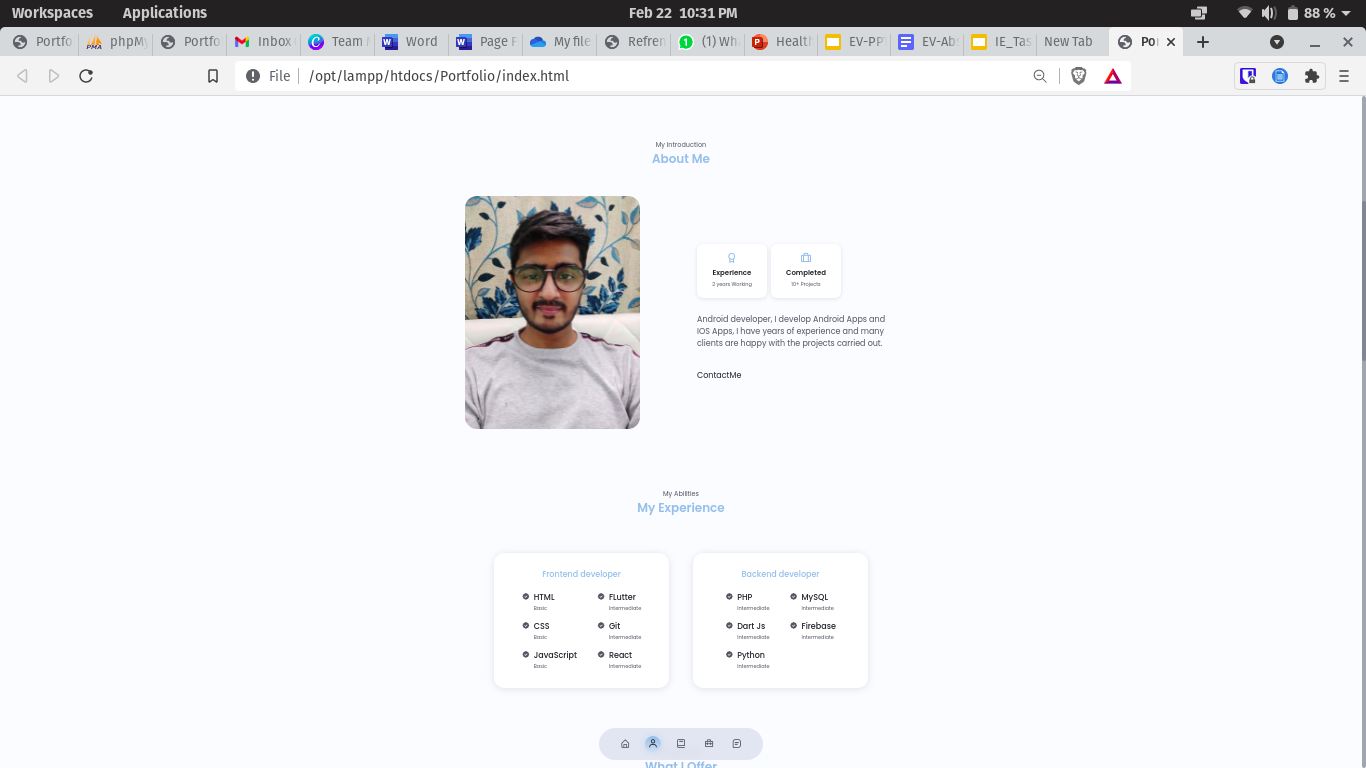 Workspaces Applications Feb 22 10:31 PM 88 %
Portfo phpMy Portfo Inbox Team Word Page F My file Refren (1) Wh Health EV-PP EV-Abs IE_Tas New Tab Po
File /opt/lampp/htdocs/Portfolio/index.html
My Introduction
About Me
Experience Completed
2 years Working 10+ Projects
Android developer, I develop Android Apps and
IOS Apps, I have years of experience and many
clients are happy with the projects carried out.
ContactMe
My Abilities
My Experience
Frontend developer
HTML FLutter
Basic Intermediate
CSS Git
Basic Intermediate
JavaScript React
Basic Intermediate
Backend developer
PHP MySQL
Intermediate Intermediate
Dart Js Firebase
Intermediate Intermediate
Python
Intermediate
What I Offer